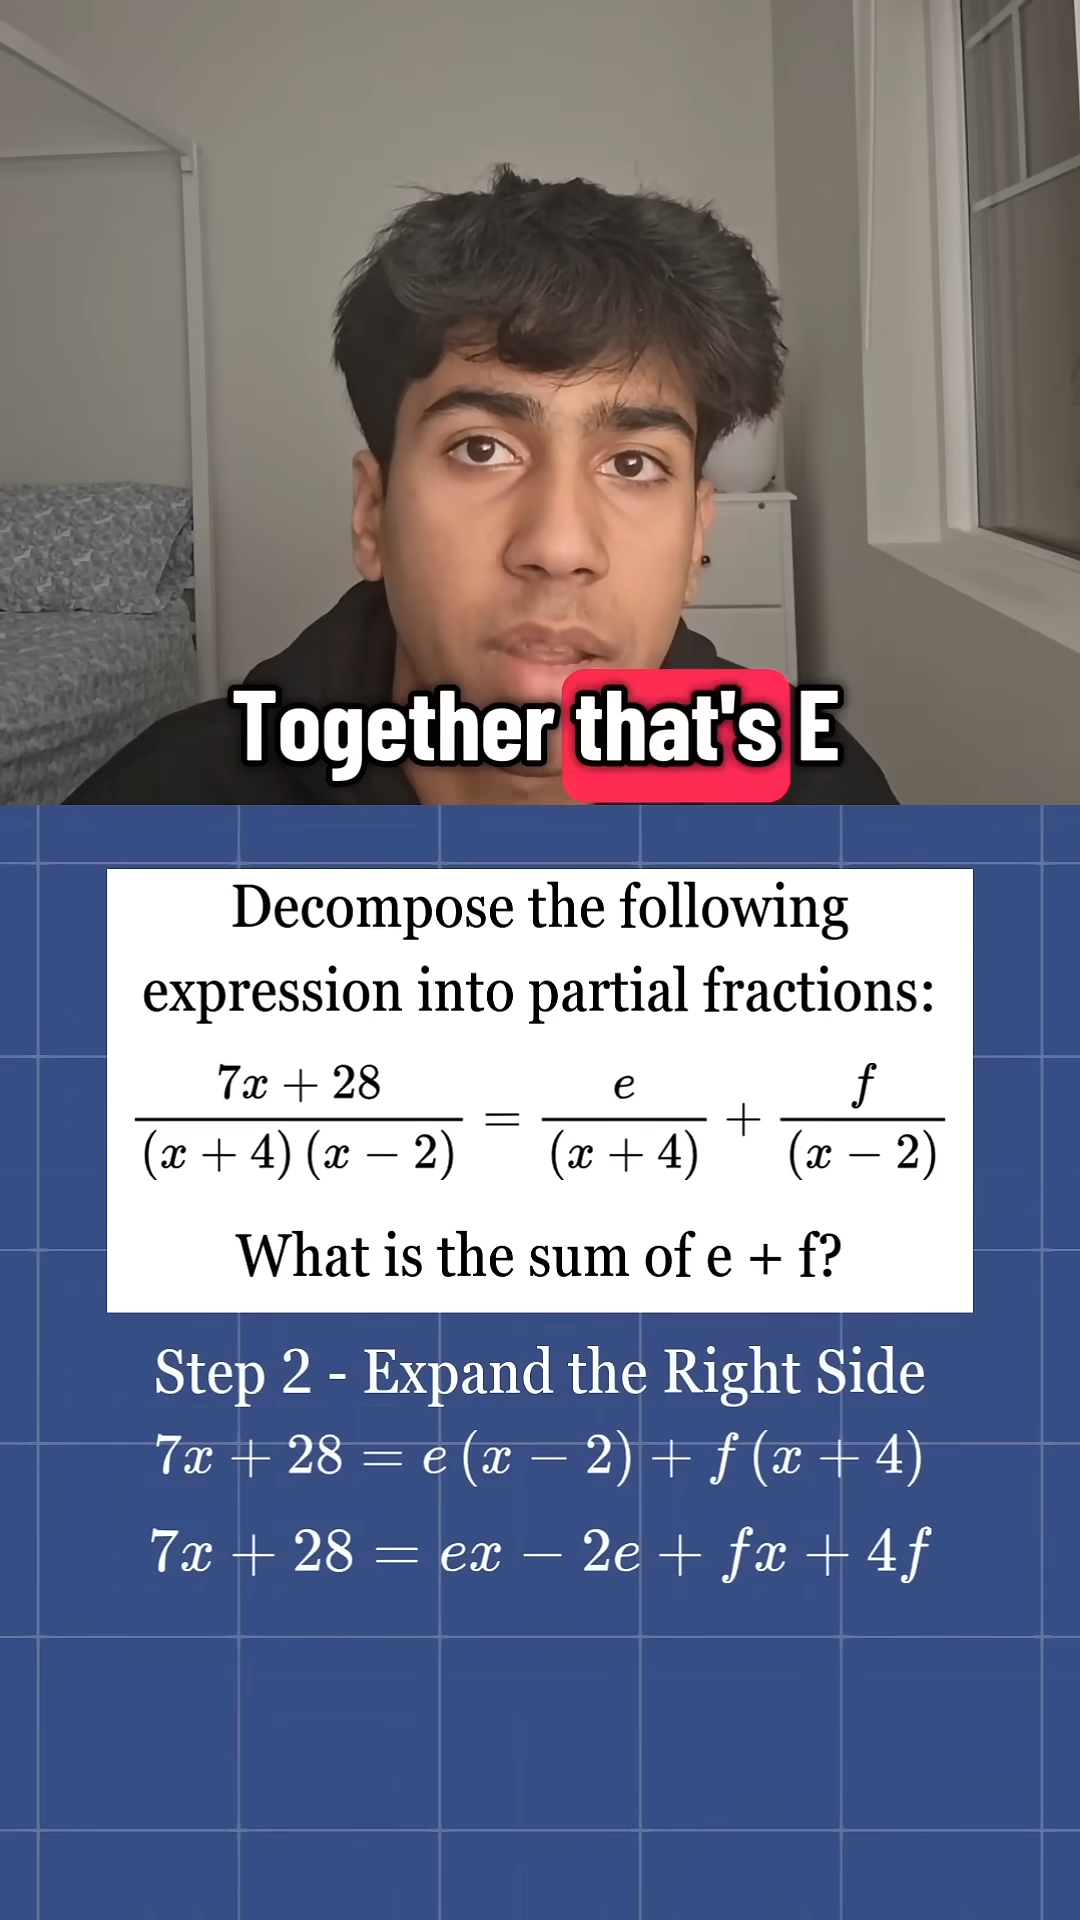 Together that's E
Decompose the following
expression into partial fractions:
7x + 28 / (x + 4) (x − 2) = e / (x + 4) + f / (x − 2)
What is the sum of e + f?
Step 2 - Expand the Right Side
7x + 28 = e (x − 2) + f (x + 4)
7x + 28 = ex − 2e + fx + 4f